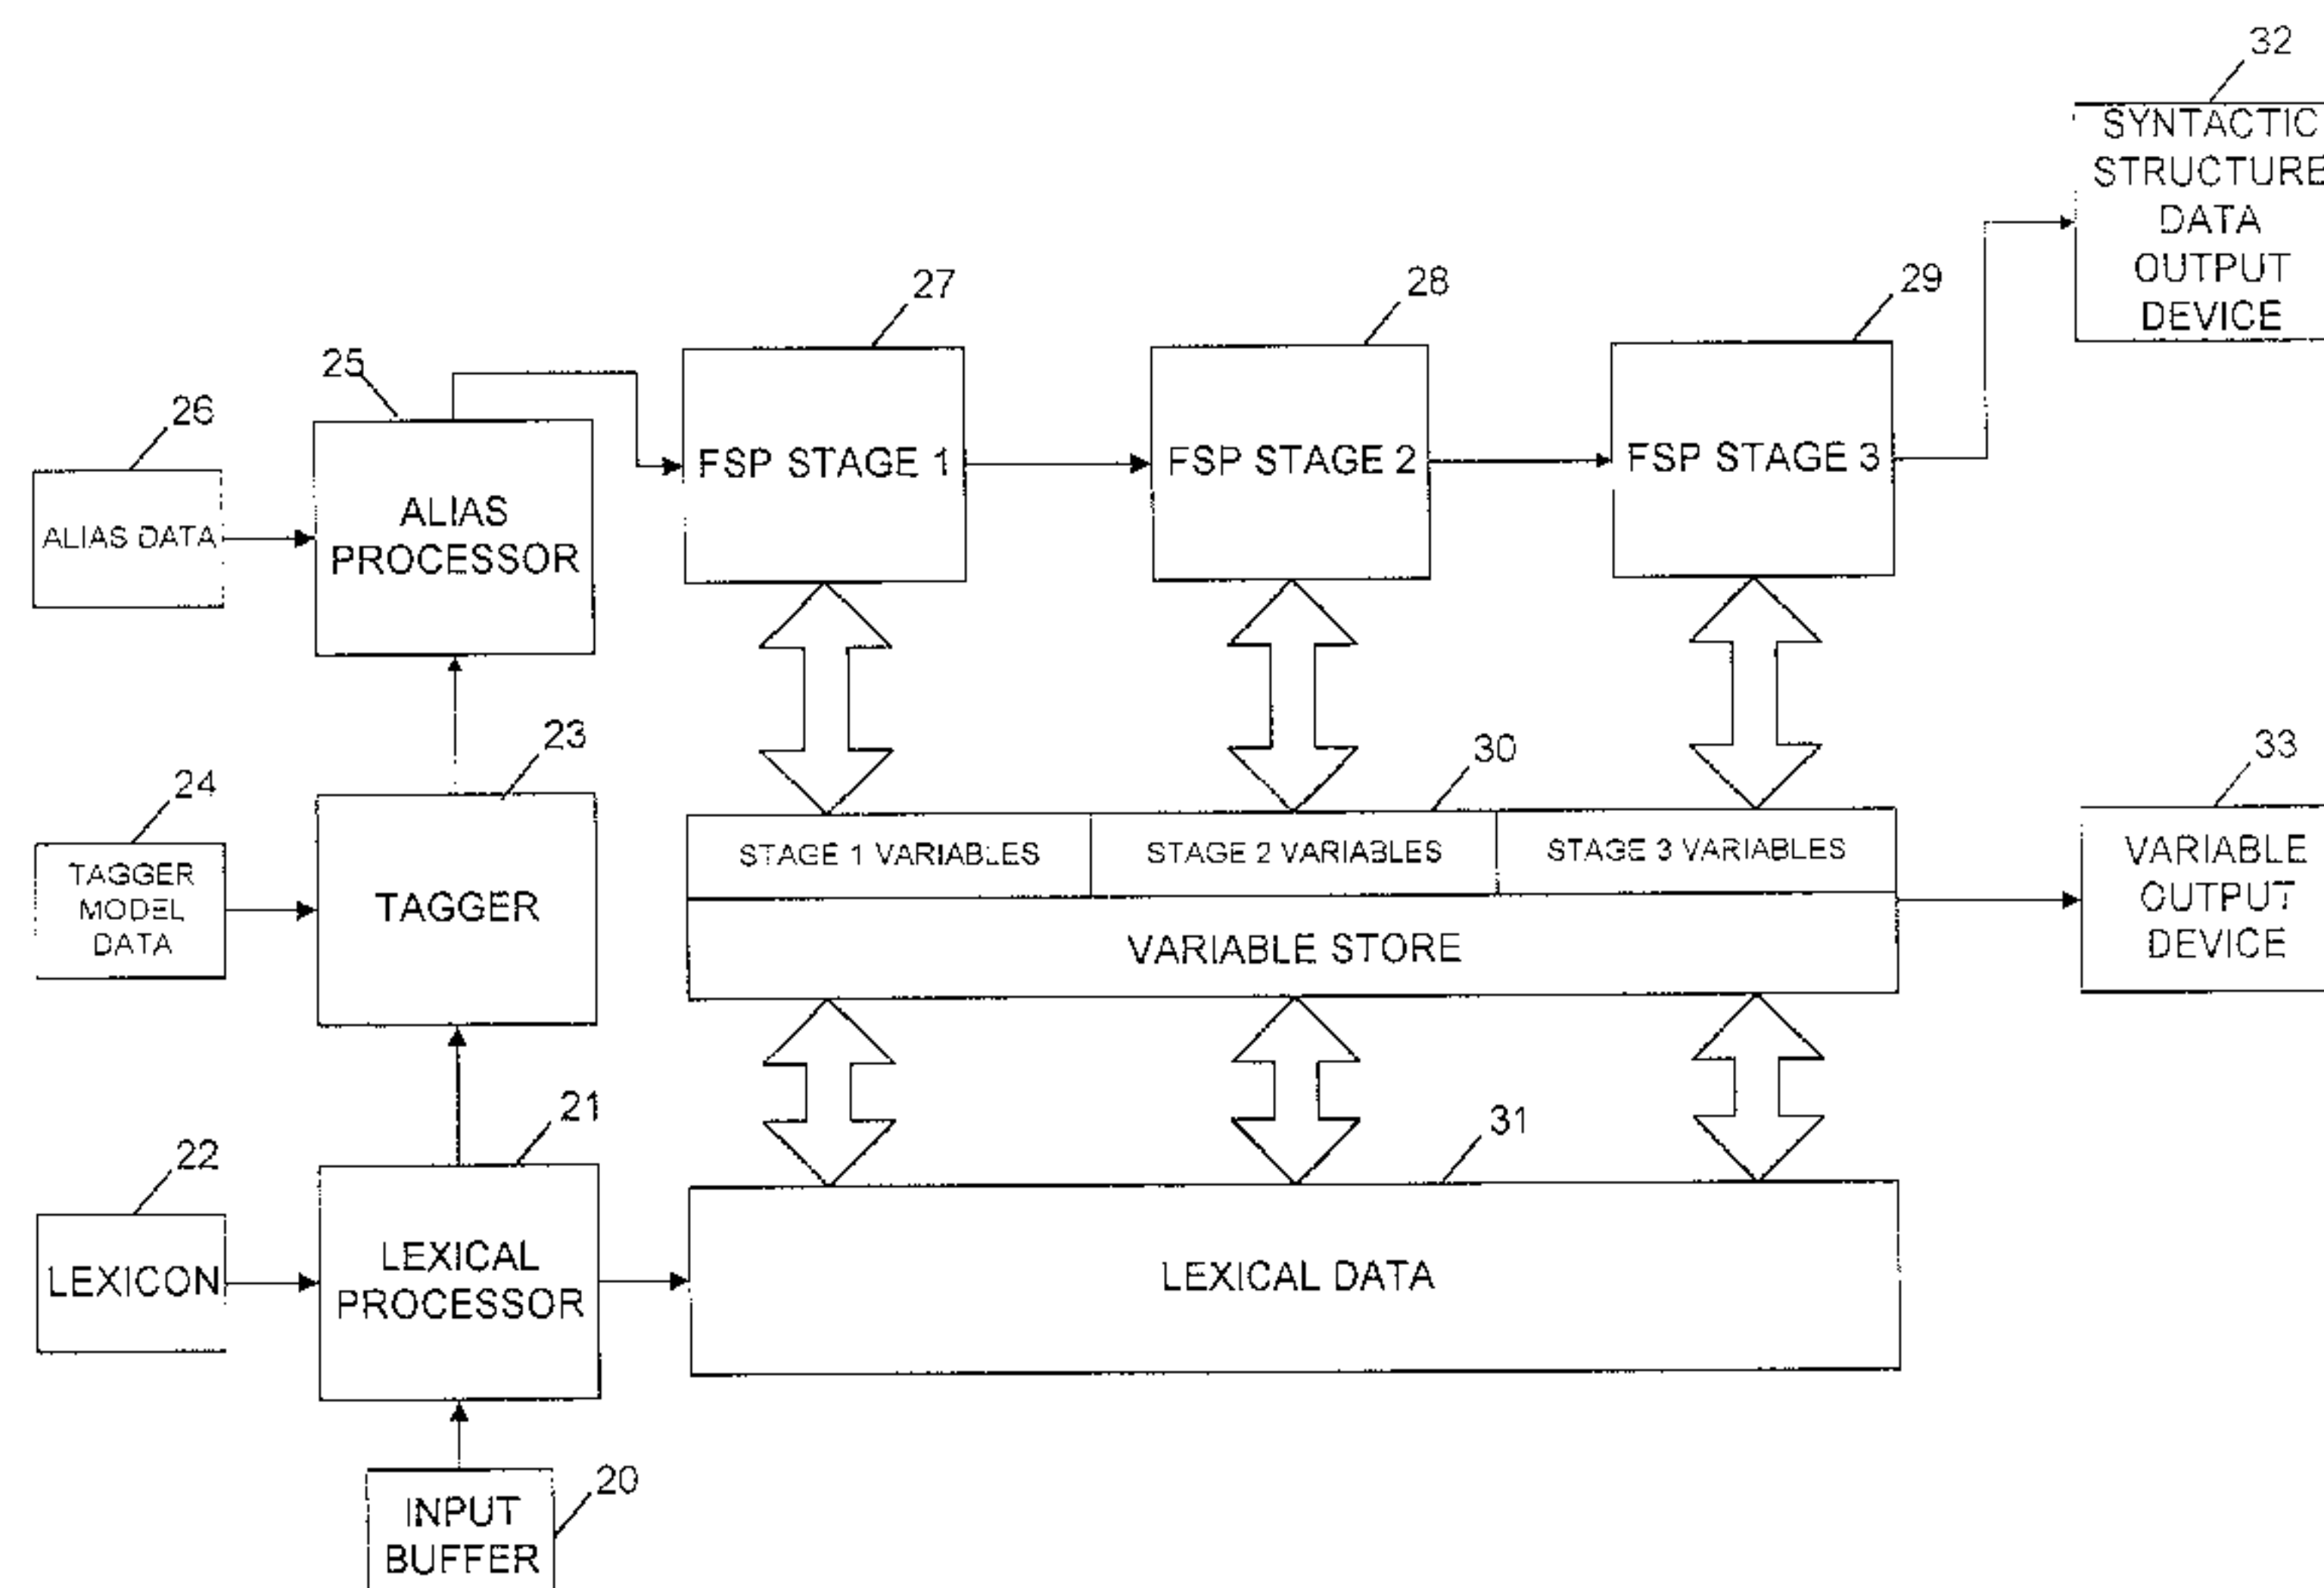 32
SYNTACTIC
STRUCTURE
DATA
OUTPUT
DEVICE
27
28
29
25
26
FSP STAGE 1
FSP STAGE 2
FSP STAGE 3
ALIAS DATA
ALIAS
PROCESSOR
23
30
33
24
STAGE 1 VARIABLES
STAGE 2 VARIABLES
STAGE 3 VARIABLES
TAGGER
MODEL
DATA
TAGGER
VARIABLE STORE
VARIABLE
OUTPUT
DEVICE
21
31
22
LEXICON
LEXICAL
PROCESSOR
LEXICAL DATA
20
INPUT
BUFFER